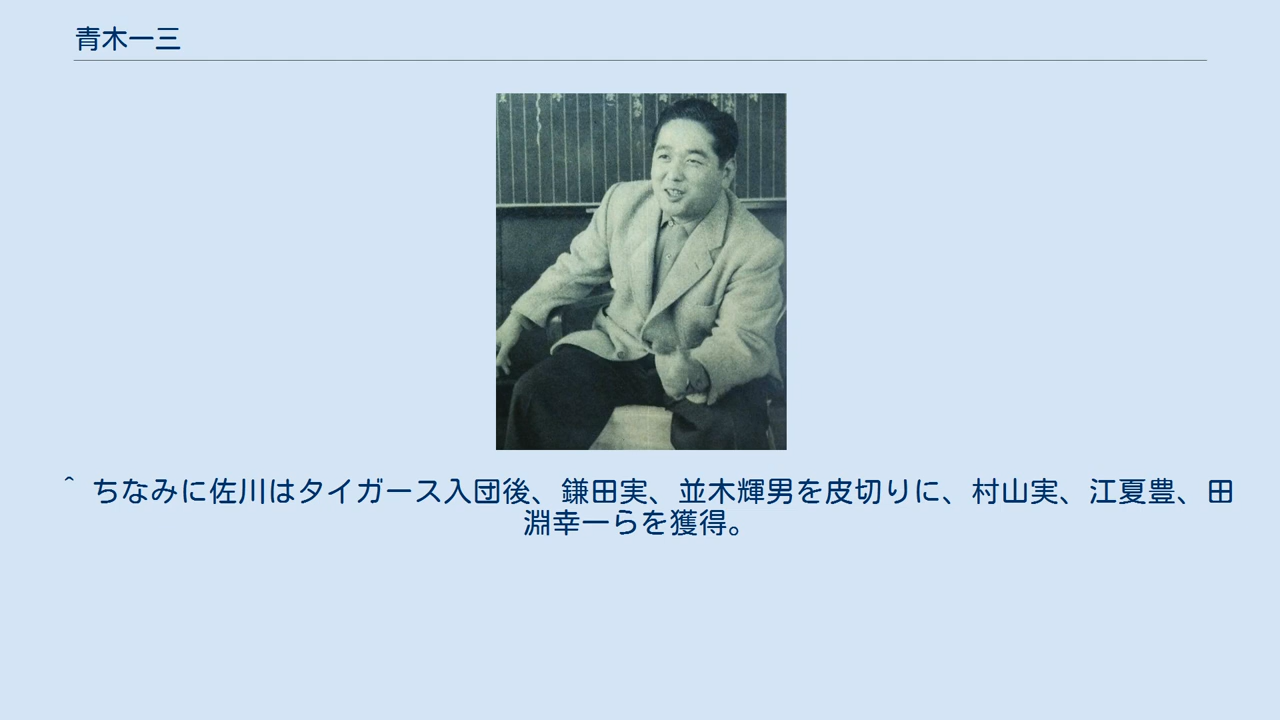 青木一三
^ ちなみに佐川はタイガース入団後、鎌田実、並木輝男を皮切りに、村山実、江夏豊、田
淵幸一らを獲得。